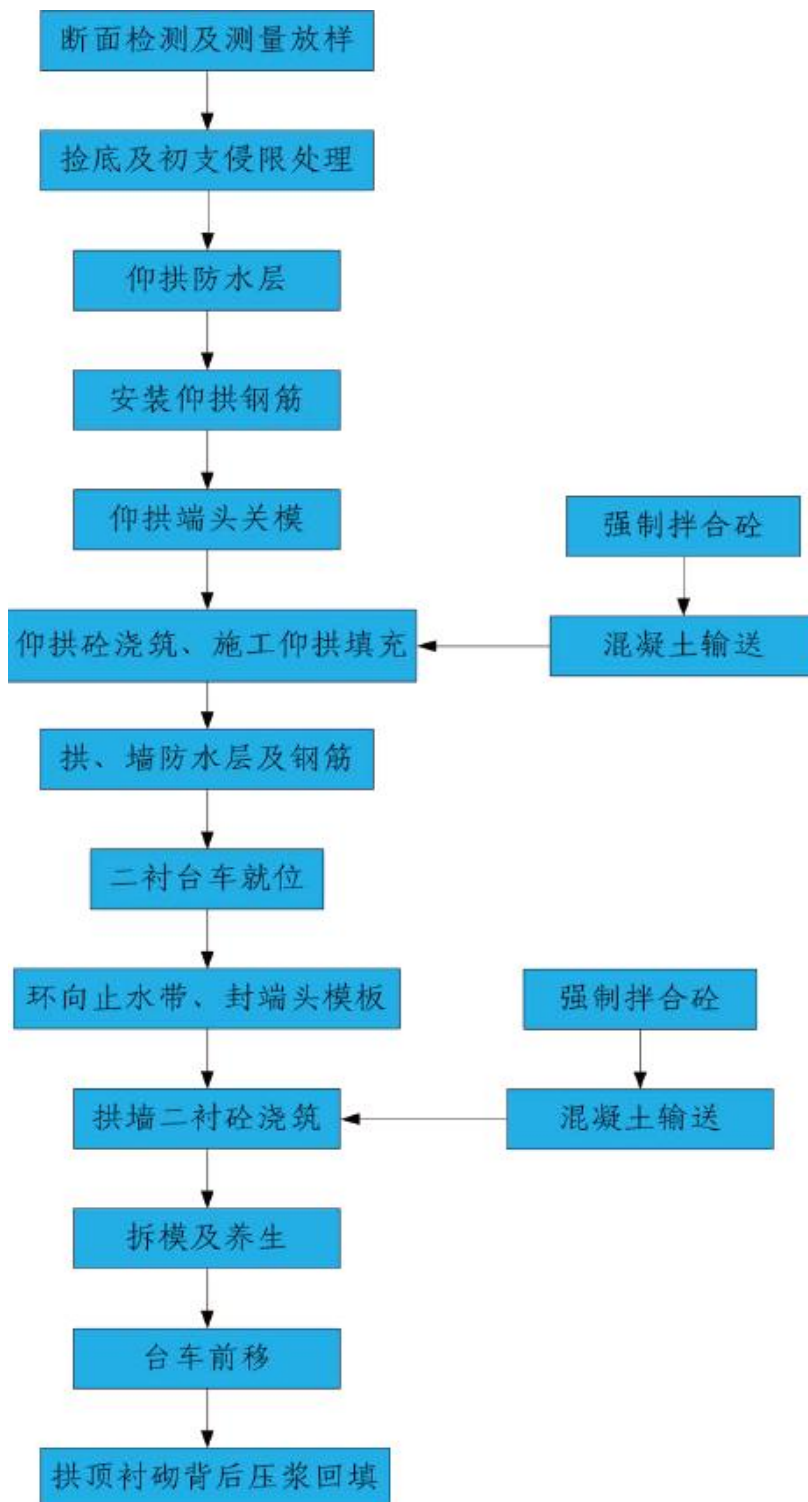 断面检测及测量放样
捡底及初支侵限处理
仰拱防水层
安装仰拱钢筋
仰拱端头关模
强制拌合砼
仰拱砼浇筑、施工仰拱填充
混凝土输送
拱、墙防水层及钢筋
二衬台车就位
环向止水带、封端头模板
强制拌合砼
拱墙二衬砼浇筑
混凝土输送
拆模及养生
台车前移
拱顶衬砌背后压浆回填